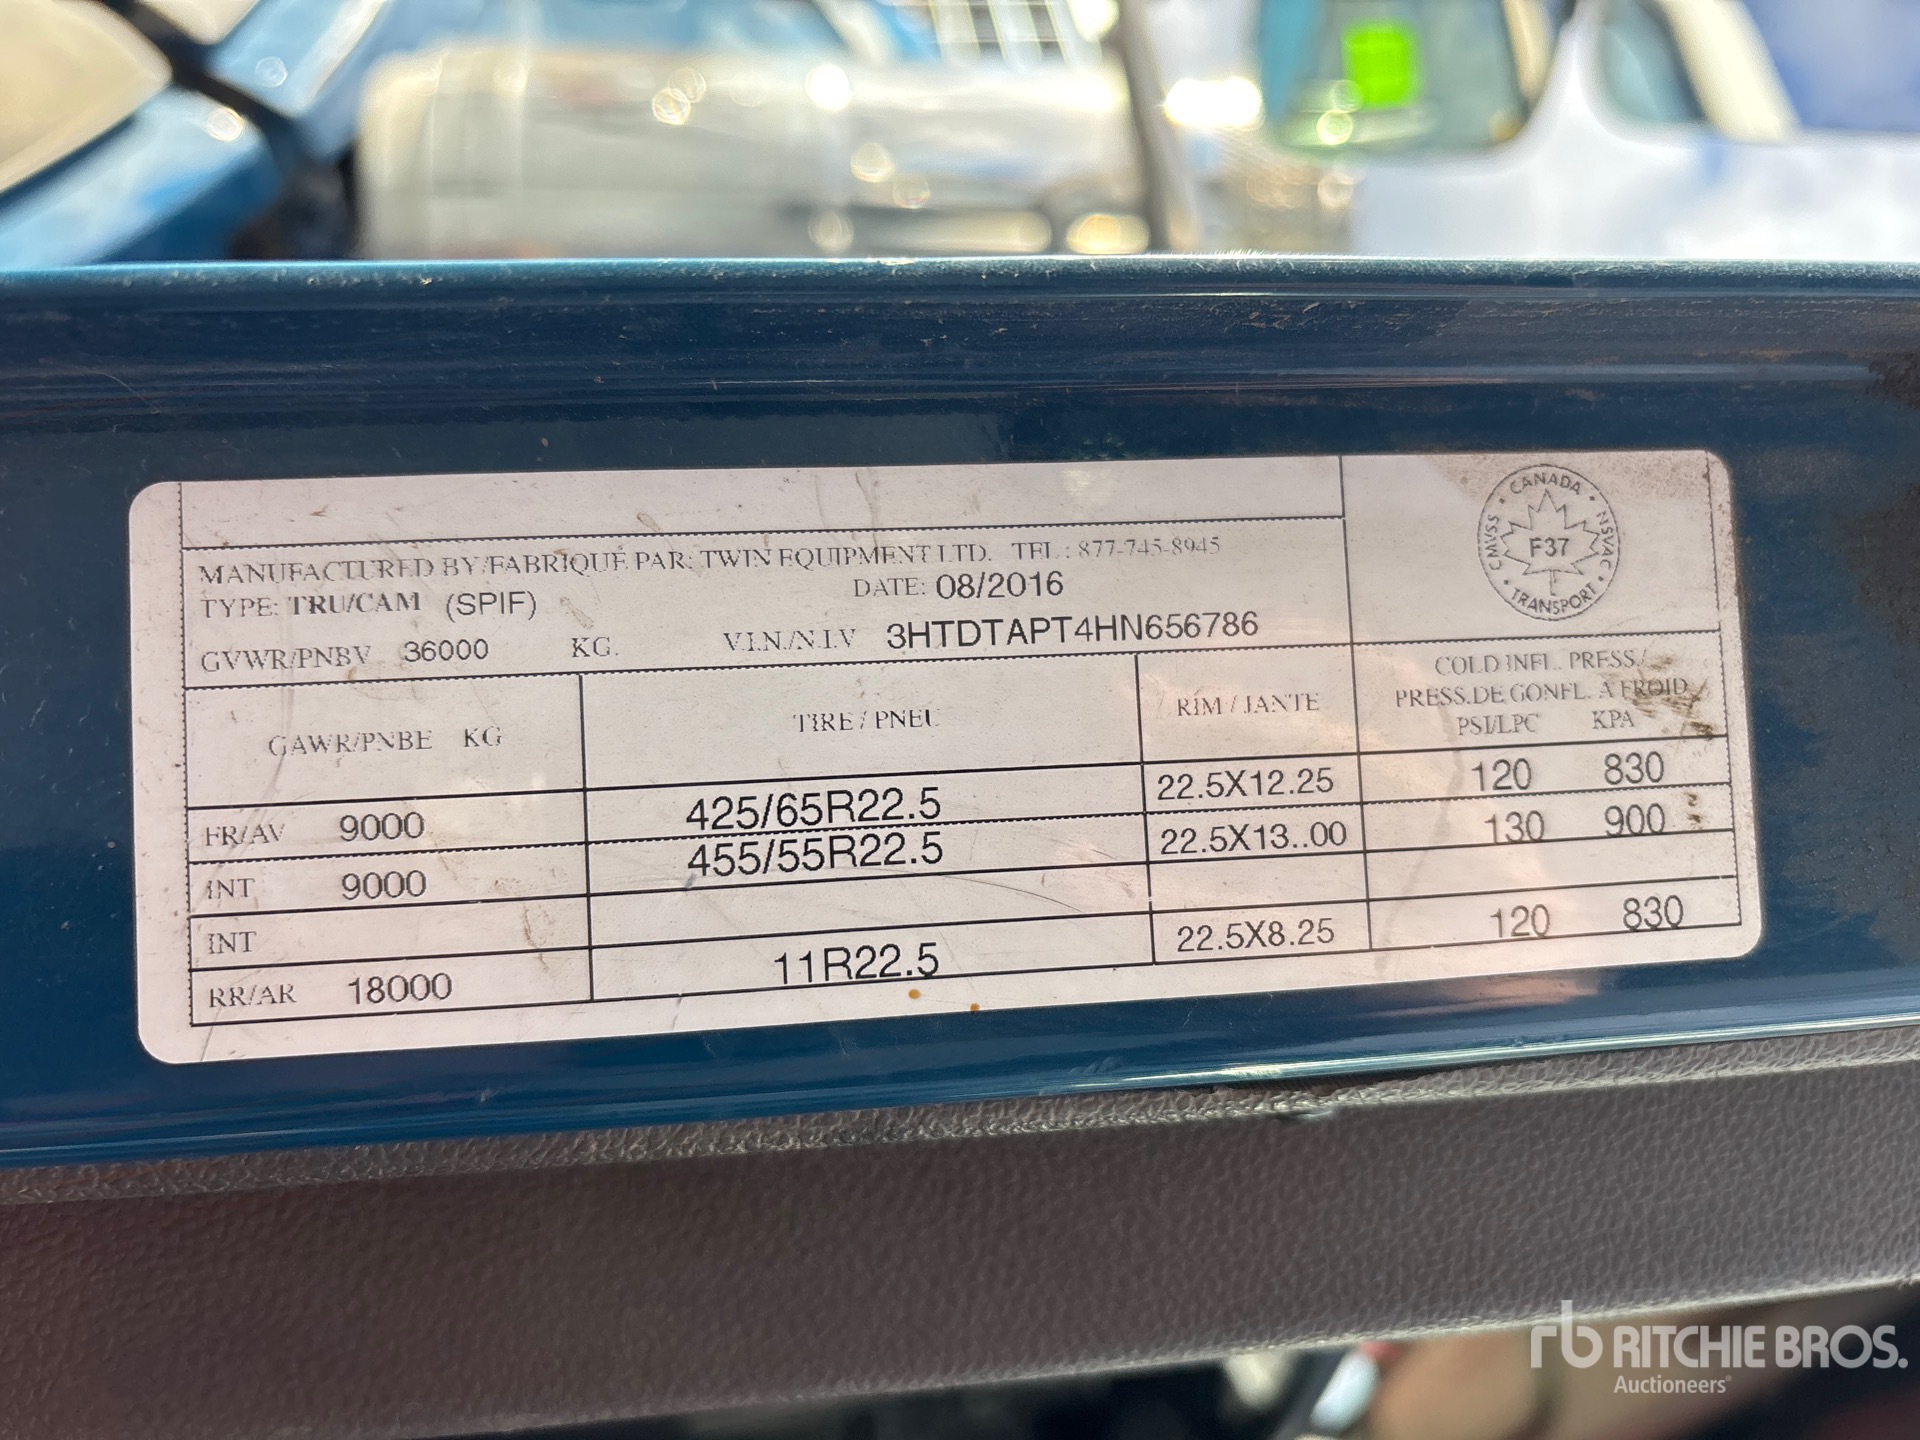 MANUFACTURED BY/FABRIQUÉ PAR: TWIN EQUIPMENT LTD. TEL.: 877-745-8945
TYPE: TRU/CAM (SPIF) DATE: 08/2016
GVWR/PNBV 36000 KG. V.I.N./N.I.V 3HTDTAPT4HN656786
CANADA
CMVSS F37 NSVAC
TRANSPORT
GAWR/PNBE KG TIRE / PNEU RIM / JANTE COLD INFL. PRESS./
PRESS.DE GONFL. A FROID
PSI/LPC KPA
FR/AV 9000 425/65R22.5 22.5X12.25 120 830
INT 9000 455/55R22.5 22.5X13..00 130 900
INT
RR/AR 18000 11R22.5 22.5X8.25 120 830
rb RITCHIE BROS.
Auctioneers